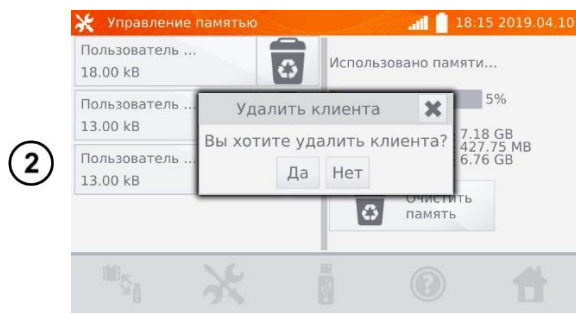 2
Управление памятью 18:15 2019.04.10
Пользователь ...
18.00 kB
Использовано памяти...
5%
Пользователь ...
13.00 kB
7.18 GB
427.75 MB
6.76 GB
Удалить клиента
Вы хотите удалить клиента?
Да Нет
Пользователь ...
13.00 kB
Очистить
память